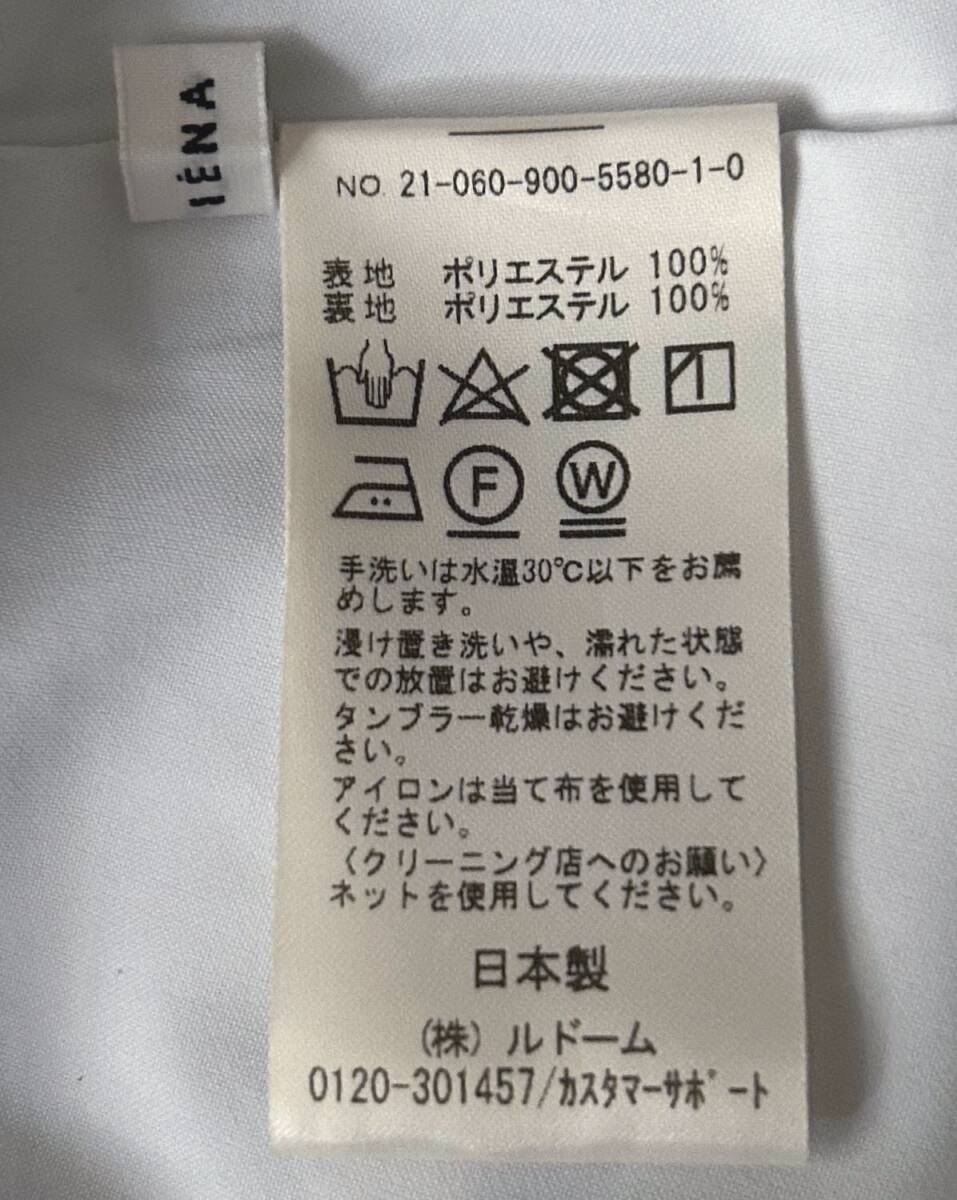 IÉNA
NO. 21-060-900-5580-1-0
表地 ポリエステル 100%
裏地 ポリエステル 100%
F
W
手洗いは水温30℃以下をお薦
めします。
浸け置き洗いや、濡れた状態
での放置はお避けください。
タンブラー乾燥はお避けくだ
さい。
アイロンは当て布を使用して
ください。
〈クリーニング店へのお願い〉
ネットを使用してください。
日本製
(株) ルドーム
0120-301457/カスタマーサポート